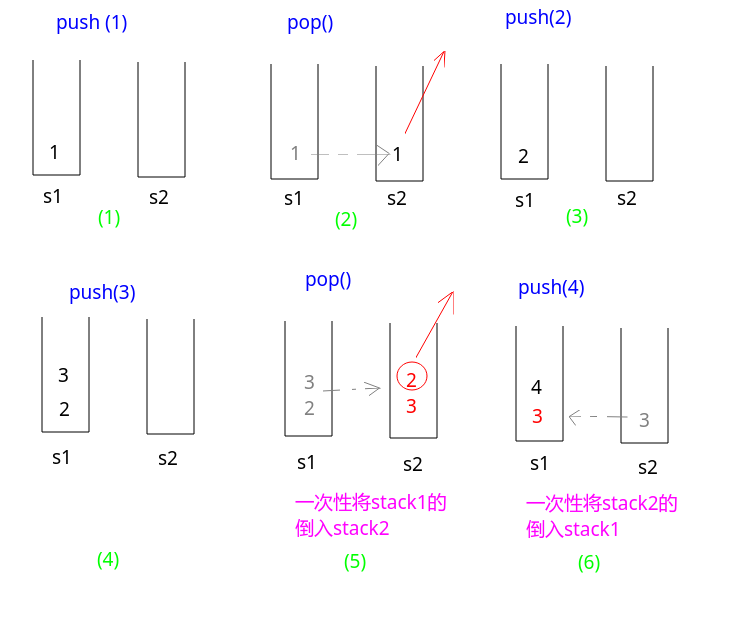 push (1)
pop()
push(2)
1
1
1
2
s1
s2
s1
s2
s1
s2
(1)
(2)
(3)
push(3)
pop()
push(4)
3
2
3
2
2
3
4
3
3
s1
s2
s1
s2
s1
s2
一次性将stack1的
倒入stack2
一次性将stack2的
倒入stack1
(4)
(5)
(6)